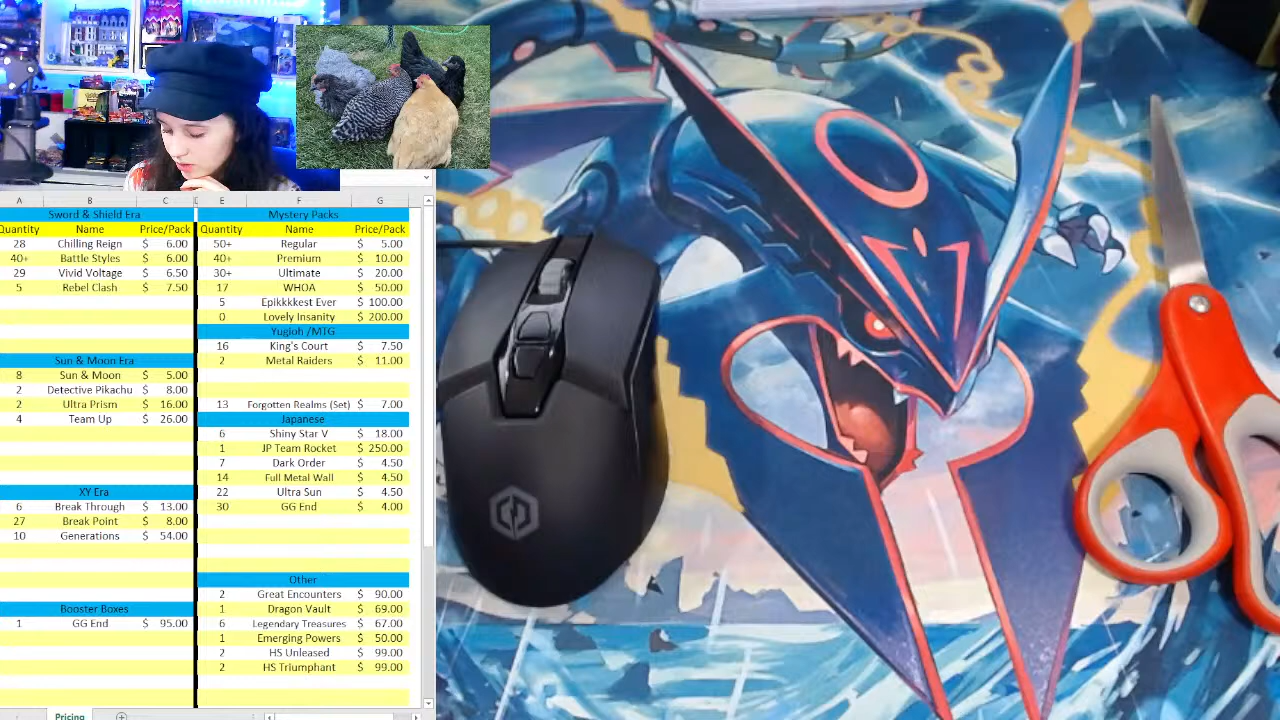 A B C E F G
Sword & Shield Era
Quantity Name Price/Pack
28 Chilling Reign $ 6.00
40+ Battle Styles $ 6.00
29 Vivid Voltage $ 6.50
5 Rebel Clash $ 7.50
Sun & Moon Era
8 Sun & Moon $ 5.00
2 Detective Pikachu $ 8.00
2 Ultra Prism $ 16.00
4 Team Up $ 26.00
XY Era
6 Break Through $ 13.00
27 Break Point $ 8.00
10 Generations $ 54.00
Booster Boxes
1 GG End $ 95.00
Mystery Packs
Quantity Name Price/Pack
50+ Regular $ 5.00
40+ Premium $ 10.00
30+ Ultimate $ 20.00
17 WHOA $ 50.00
5 Epikkkkest Ever $ 100.00
0 Lovely Insanity $ 200.00
Yugioh /MTG
16 King's Court $ 7.50
2 Metal Raiders $ 11.00
13 Forgotten Realms (Set) $ 7.00
Japanese
6 Shiny Star V $ 18.00
1 JP Team Rocket $ 250.00
7 Dark Order $ 4.50
14 Full Metal Wall $ 4.50
22 Ultra Sun $ 4.50
30 GG End $ 4.00
Other
2 Great Encounters $ 90.00
1 Dragon Vault $ 69.00
6 Legendary Treasures $ 67.00
1 Emerging Powers $ 50.00
2 HS Unleased $ 99.00
2 HS Triumphant $ 99.00
Pricing